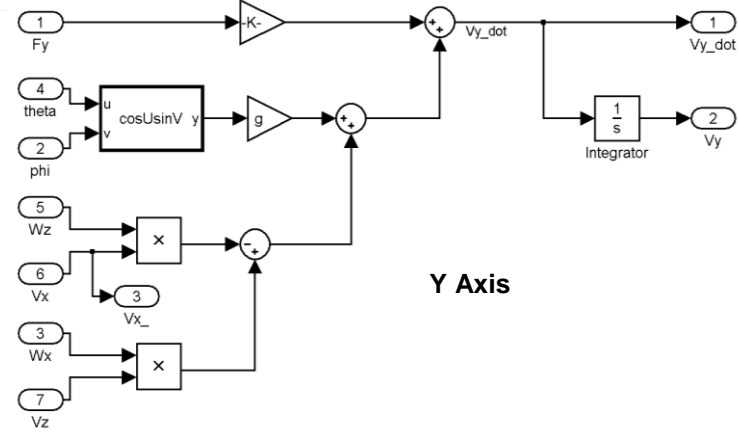 1
Fy
-K-
+
+
Vy_dot
1
Vy_dot
4
theta
2
phi
u
v
cosUsinV
y
g
+
+
1
s
Integrator
2
Vy
5
Wz
6
Vx
×
-
+
3
Vx_
Y Axis
3
Wx
7
Vz
×